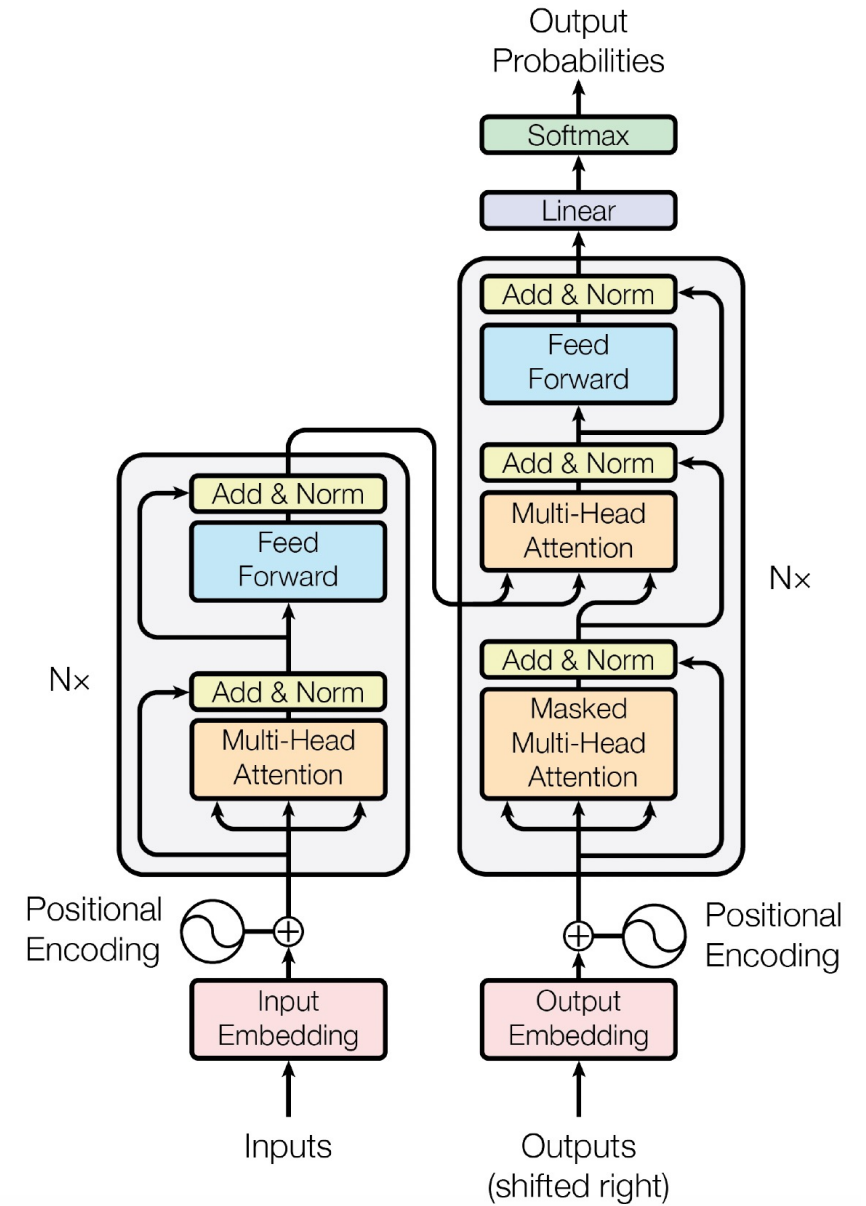 Output
Probabilities
Softmax
Linear
Add & Norm
Feed
Forward
Add & Norm
Multi-Head
Attention
N×
Add & Norm
Masked
Multi-Head
Attention
Add & Norm
Feed
Forward
N×
Add & Norm
Multi-Head
Attention
Positional
Encoding
Positional
Encoding
Input
Embedding
Output
Embedding
Inputs
Outputs
(shifted right)